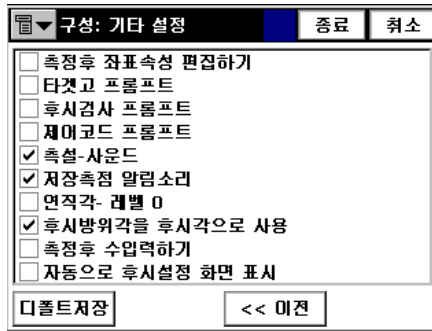 구성: 기타 설정 종료 취소
측정후 좌표속성 편집하기
타겟고 프롬프트
후시검사 프롬프트
제어코드 프롬프트
측설-사운드
저장측점 알림소리
연직각- 레벨 0
후시방위각을 후시각으로 사용
측정후 수입력하기
자동으로 후시설정 화면 표시
디폴트저장 << 이전